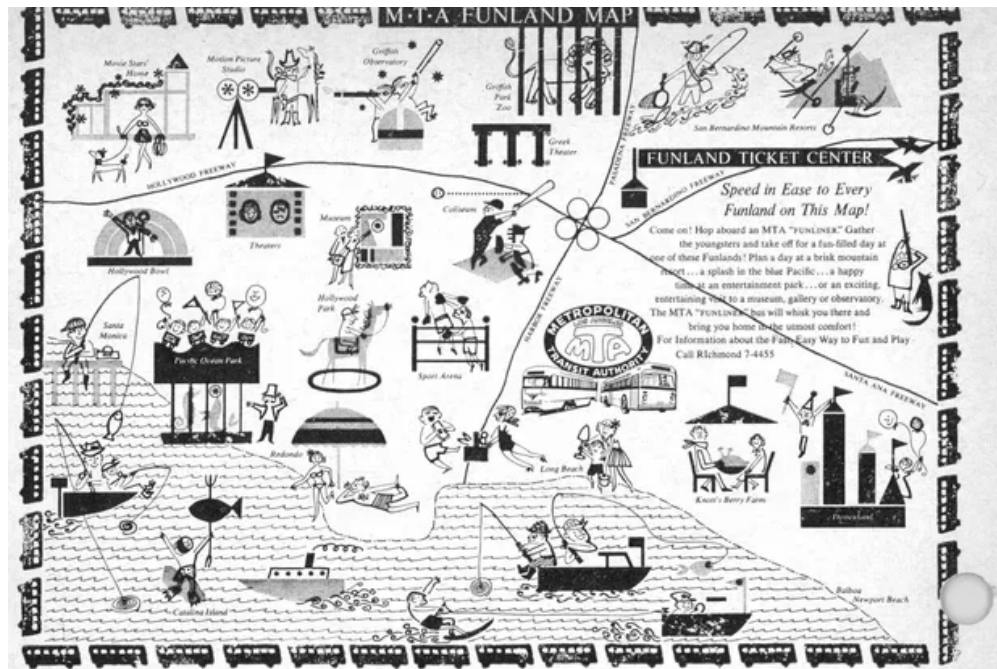 M·T·A FUNLAND MAP
Movie Stars'
Home
Motion Picture
Studio
Griffith
Observatory
Griffith
Park
Zoo
Greek
Theater
San Bernardino Mountain Resorts
PASADENA FREEWAY
HOLLYWOOD FREEWAY
SAN BERNARDINO FREEWAY
FUNLAND TICKET CENTER
Speed in Ease to Every
Funland on This Map!
Come on! Hop aboard an MTA "FUNLINER." Gather
the youngsters and take off for a fun-filled day at
one of these Funlands! Plan a day at a brisk mountain
resort...a splash in the blue Pacific...a happy
time at an entertainment park...or an exciting,
entertaining visit to a museum, gallery or observatory.
The MTA "FUNLINER" bus will whisk you there and
bring you home in the utmost comfort!
For Information about the Fast, Easy Way to Fun and Play
Call RIchmond 7-4455
Hollywood Bowl
Theaters
Museum
Coliseum
Hollywood
Park
Sport Arena
HARBOR FREEWAY
METROPOLITAN
LOS ANGELES
MTA
TRANSIT AUTHORITY
SANTA ANA FREEWAY
Santa
Monica
Pacific Ocean Park
Redondo
Long Beach
Knott's Berry Farm
Disneyland
Catalina Island
Balboa
Newport Beach